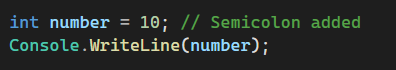 int number = 10; // Semicolon added
Console.WriteLine(number);